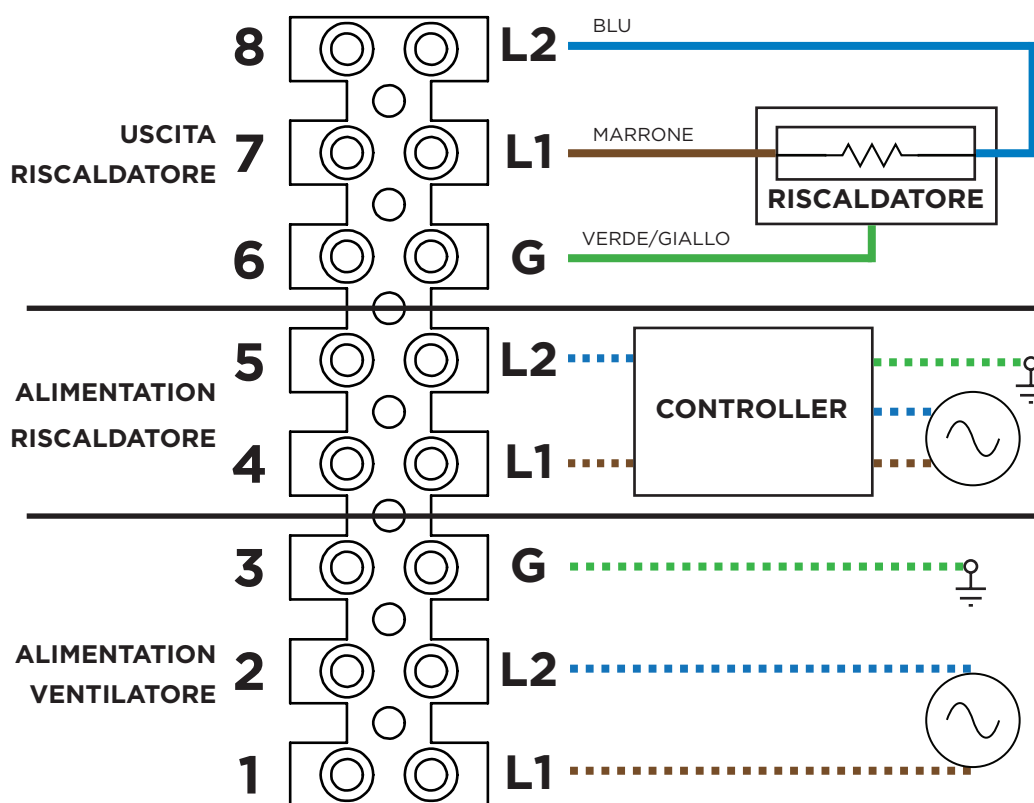 8 L2 BLU
USCITA
RISCALDATORE
7 L1 MARRONE
RISCALDATORE
6 G VERDE/GIALLO
5 L2
ALIMENTATION
RISCALDATORE
CONTROLLER
4 L1
3 G
ALIMENTATION
VENTILATORE
2 L2
1 L1